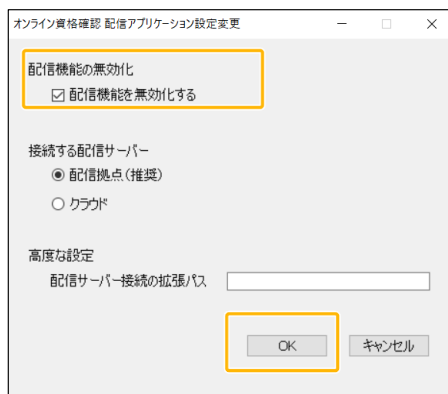 オンライン資格確認 配信アプリケーション設定変更
配信機能の無効化
配信機能を無効化する
接続する配信サーバー
配信拠点(推奨)
クラウド
高度な設定
配信サーバー接続の拡張パス
OK キャンセル